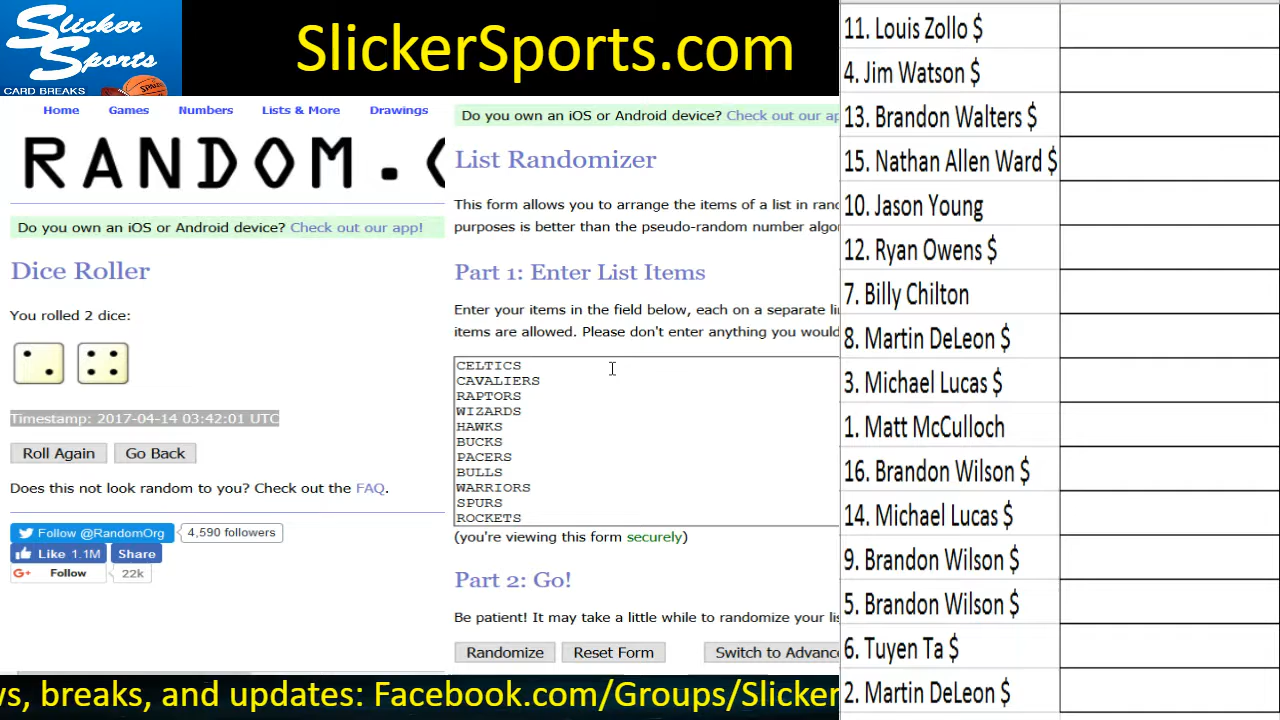 Slicker
Sports
CARD BREAKS
SlickerSports.com
Home Games Numbers Lists & More Drawings
RANDOM.
Do you own an iOS or Android device? Check out our app!
Dice Roller
You rolled 2 dice:
Timestamp: 2017-04-14 03:42:01 UTC
Roll Again Go Back
Does this not look random to you? Check out the FAQ.
Follow @RandomOrg 4,590 followers
Like 1.1M Share
G+ Follow 22k
Do you own an iOS or Android device? Check out our ap
List Randomizer
This form allows you to arrange the items of a list in ran
purposes is better than the pseudo-random number algo
Part 1: Enter List Items
Enter your items in the field below, each on a separate li
items are allowed. Please don't enter anything you would
CELTICS
CAVALIERS
RAPTORS
WIZARDS
HAWKS
BUCKS
PACERS
BULLS
WARRIORS
SPURS
ROCKETS
(you're viewing this form securely)
Part 2: Go!
Be patient! It may take a little while to randomize your lis
Randomize Reset Form Switch to Advanc
11. Louis Zollo $
4. Jim Watson $
13. Brandon Walters $
15. Nathan Allen Ward $
10. Jason Young
12. Ryan Owens $
7. Billy Chilton
8. Martin DeLeon $
3. Michael Lucas $
1. Matt McCulloch
16. Brandon Wilson $
14. Michael Lucas $
9. Brandon Wilson $
5. Brandon Wilson $
6. Tuyen Ta $
2. Martin DeLeon $
ws, breaks, and updates: Facebook.com/Groups/Slicker